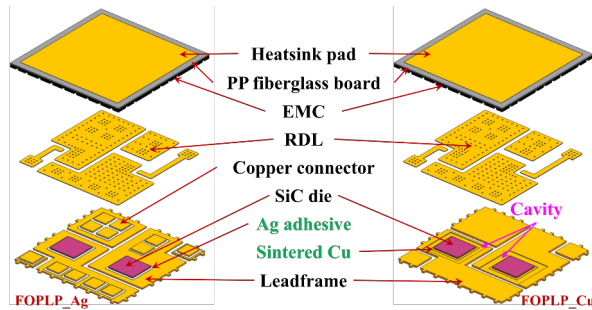 Heatsink pad
PP fiberglass board
EMC
RDL
Copper connector
SiC die
Cavity
Ag adhesive
Sintered Cu
Leadframe
FOPLP_Ag
FOPLP_Cu